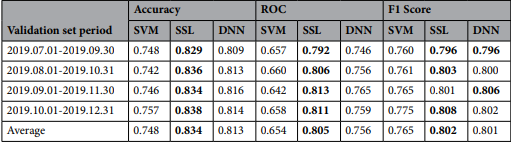 Accuracy ROC F1 Score
Validation set period SVM SSL DNN SVM SSL DNN SVM SSL DNN
2019.07.01-2019.09.30 0.748 0.829 0.809 0.657 0.792 0.746 0.760 0.796 0.796
2019.08.01-2019.10.31 0.742 0.836 0.813 0.660 0.806 0.756 0.761 0.803 0.800
2019.09.01-2019.11.30 0.746 0.834 0.816 0.642 0.813 0.765 0.765 0.801 0.806
2019.10.01-2019.12.31 0.757 0.838 0.814 0.658 0.811 0.759 0.775 0.808 0.802
Average 0.748 0.834 0.813 0.654 0.805 0.756 0.765 0.802 0.801